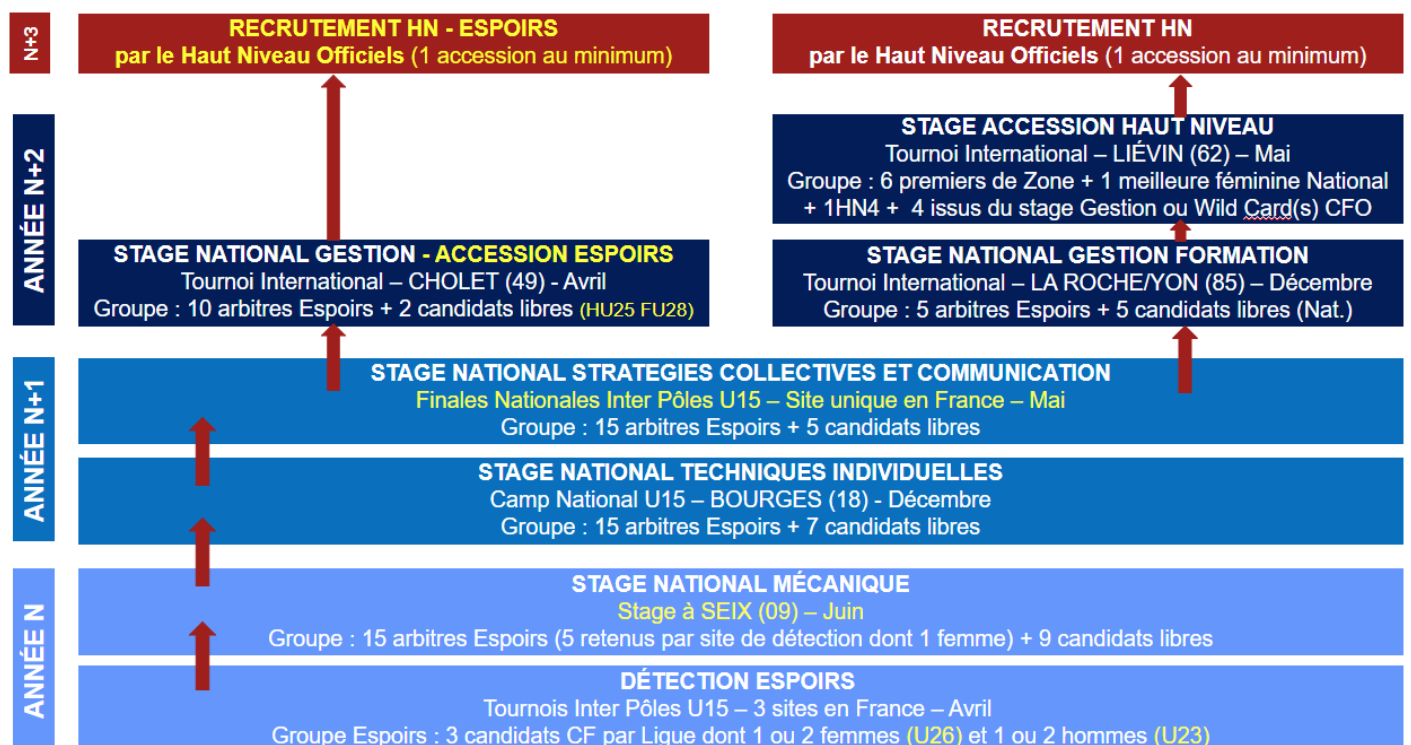 N+3
RECRUTEMENT HN - ESPOIRS
par le Haut Niveau Officiels (1 accession au minimum)
RECRUTEMENT HN
par le Haut Niveau Officiels (1 accession au minimum)
ANNÉE N+2
STAGE ACCESSION HAUT NIVEAU
Tournoi International – LIÉVIN (62) – Mai
Groupe : 6 premiers de Zone + 1 meilleure féminine National
+ 1HN4 + 4 issus du stage Gestion ou Wild Card(s) CFO
STAGE NATIONAL GESTION - ACCESSION ESPOIRS
Tournoi International – CHOLET (49) - Avril
Groupe : 10 arbitres Espoirs + 2 candidats libres (HU25 FU28)
STAGE NATIONAL GESTION FORMATION
Tournoi International – LA ROCHE/YON (85) – Décembre
Groupe : 5 arbitres Espoirs + 5 candidats libres (Nat.)
ANNÉE N+1
STAGE NATIONAL STRATEGIES COLLECTIVES ET COMMUNICATION
Finales Nationales Inter Pôles U15 – Site unique en France – Mai
Groupe : 15 arbitres Espoirs + 5 candidats libres
STAGE NATIONAL TECHNIQUES INDIVIDUELLES
Camp National U15 – BOURGES (18) - Décembre
Groupe : 15 arbitres Espoirs + 7 candidats libres
ANNÉE N
STAGE NATIONAL MÉCANIQUE
Stage à SEIX (09) – Juin
Groupe : 15 arbitres Espoirs (5 retenus par site de détection dont 1 femme) + 9 candidats libres
DÉTECTION ESPOIRS
Tournois Inter Pôles U15 – 3 sites en France – Avril
Groupe Espoirs : 3 candidats CF par Ligue dont 1 ou 2 femmes (U26) et 1 ou 2 hommes (U23)